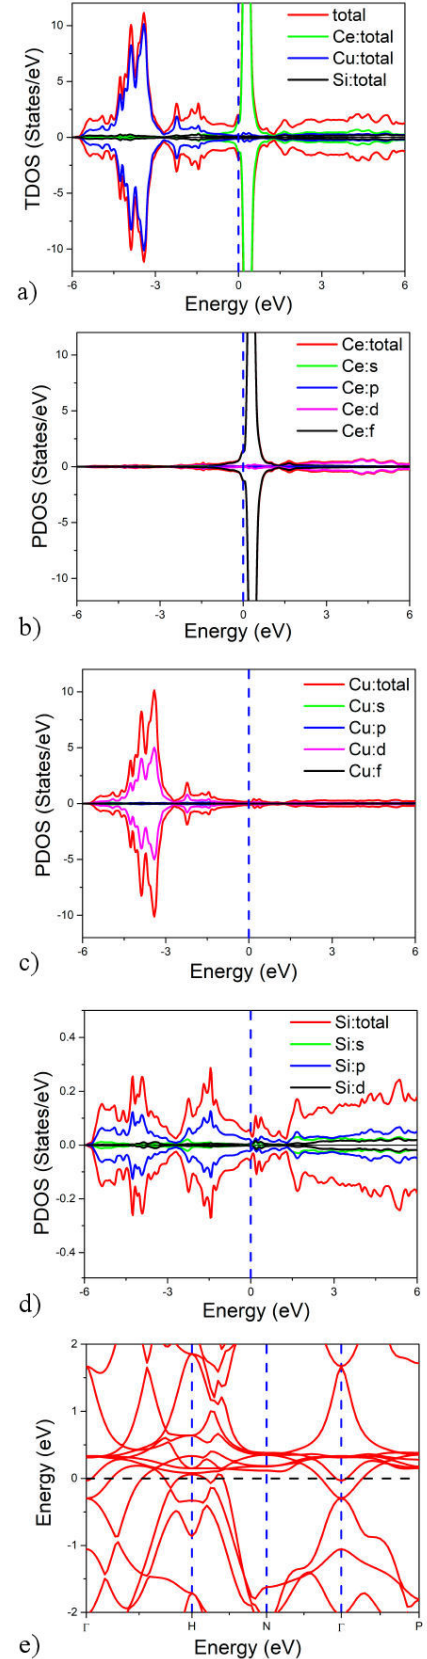 total
Ce:total
Cu:total
Si:total
TDOS (States/eV)
10
5
0
-5
-10
-6
-3
0
3
6
Energy (eV)
a)
Ce:total
Ce:s
Ce:p
Ce:d
Ce:f
PDOS (States/eV)
10
5
0
-5
-10
-6
-3
0
3
6
Energy (eV)
b)
Cu:total
Cu:s
Cu:p
Cu:d
Cu:f
PDOS (States/eV)
10
5
0
-5
-10
-6
-3
0
3
6
Energy (eV)
c)
Si:total
Si:s
Si:p
Si:d
PDOS (States/eV)
0.4
0.2
0.0
-0.2
-0.4
-6
-3
0
3
6
Energy (eV)
d)
Energy (eV)
2
1
0
-1
-2
Γ
H
N
Γ
P
Energy (eV)
e)